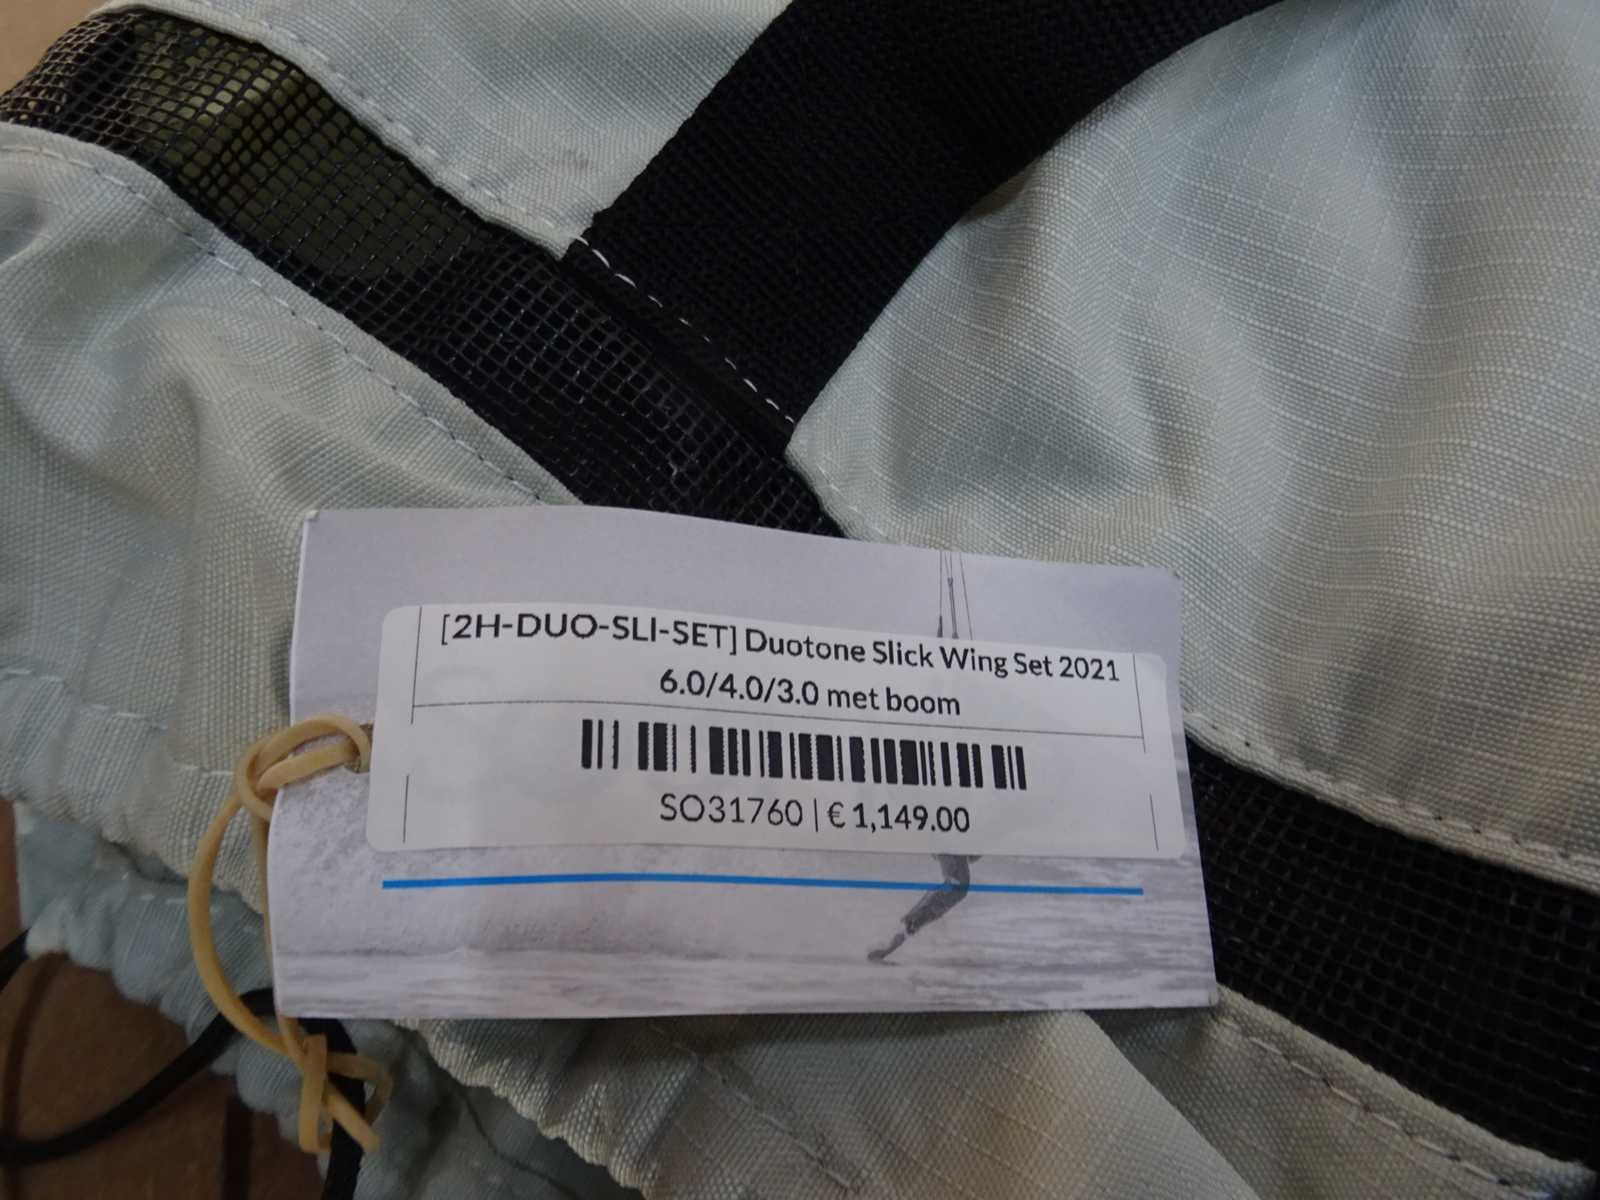 [2H-DUO-SLI-SET] Duotone Slick Wing Set 2021
6.0/4.0/3.0 met boom
SO31760 | € 1,149.00